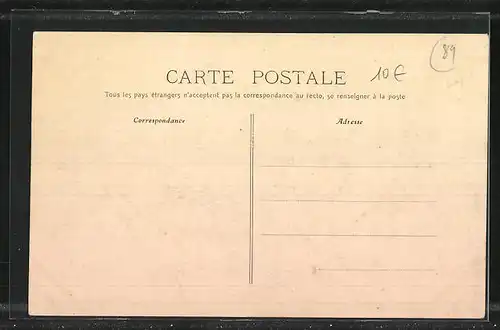 89
CARTE POSTALE 10€
Tous les pays étrangers n'acceptent pas la correspondance au recto, se renseigner à la poste
Correspondance Adresse